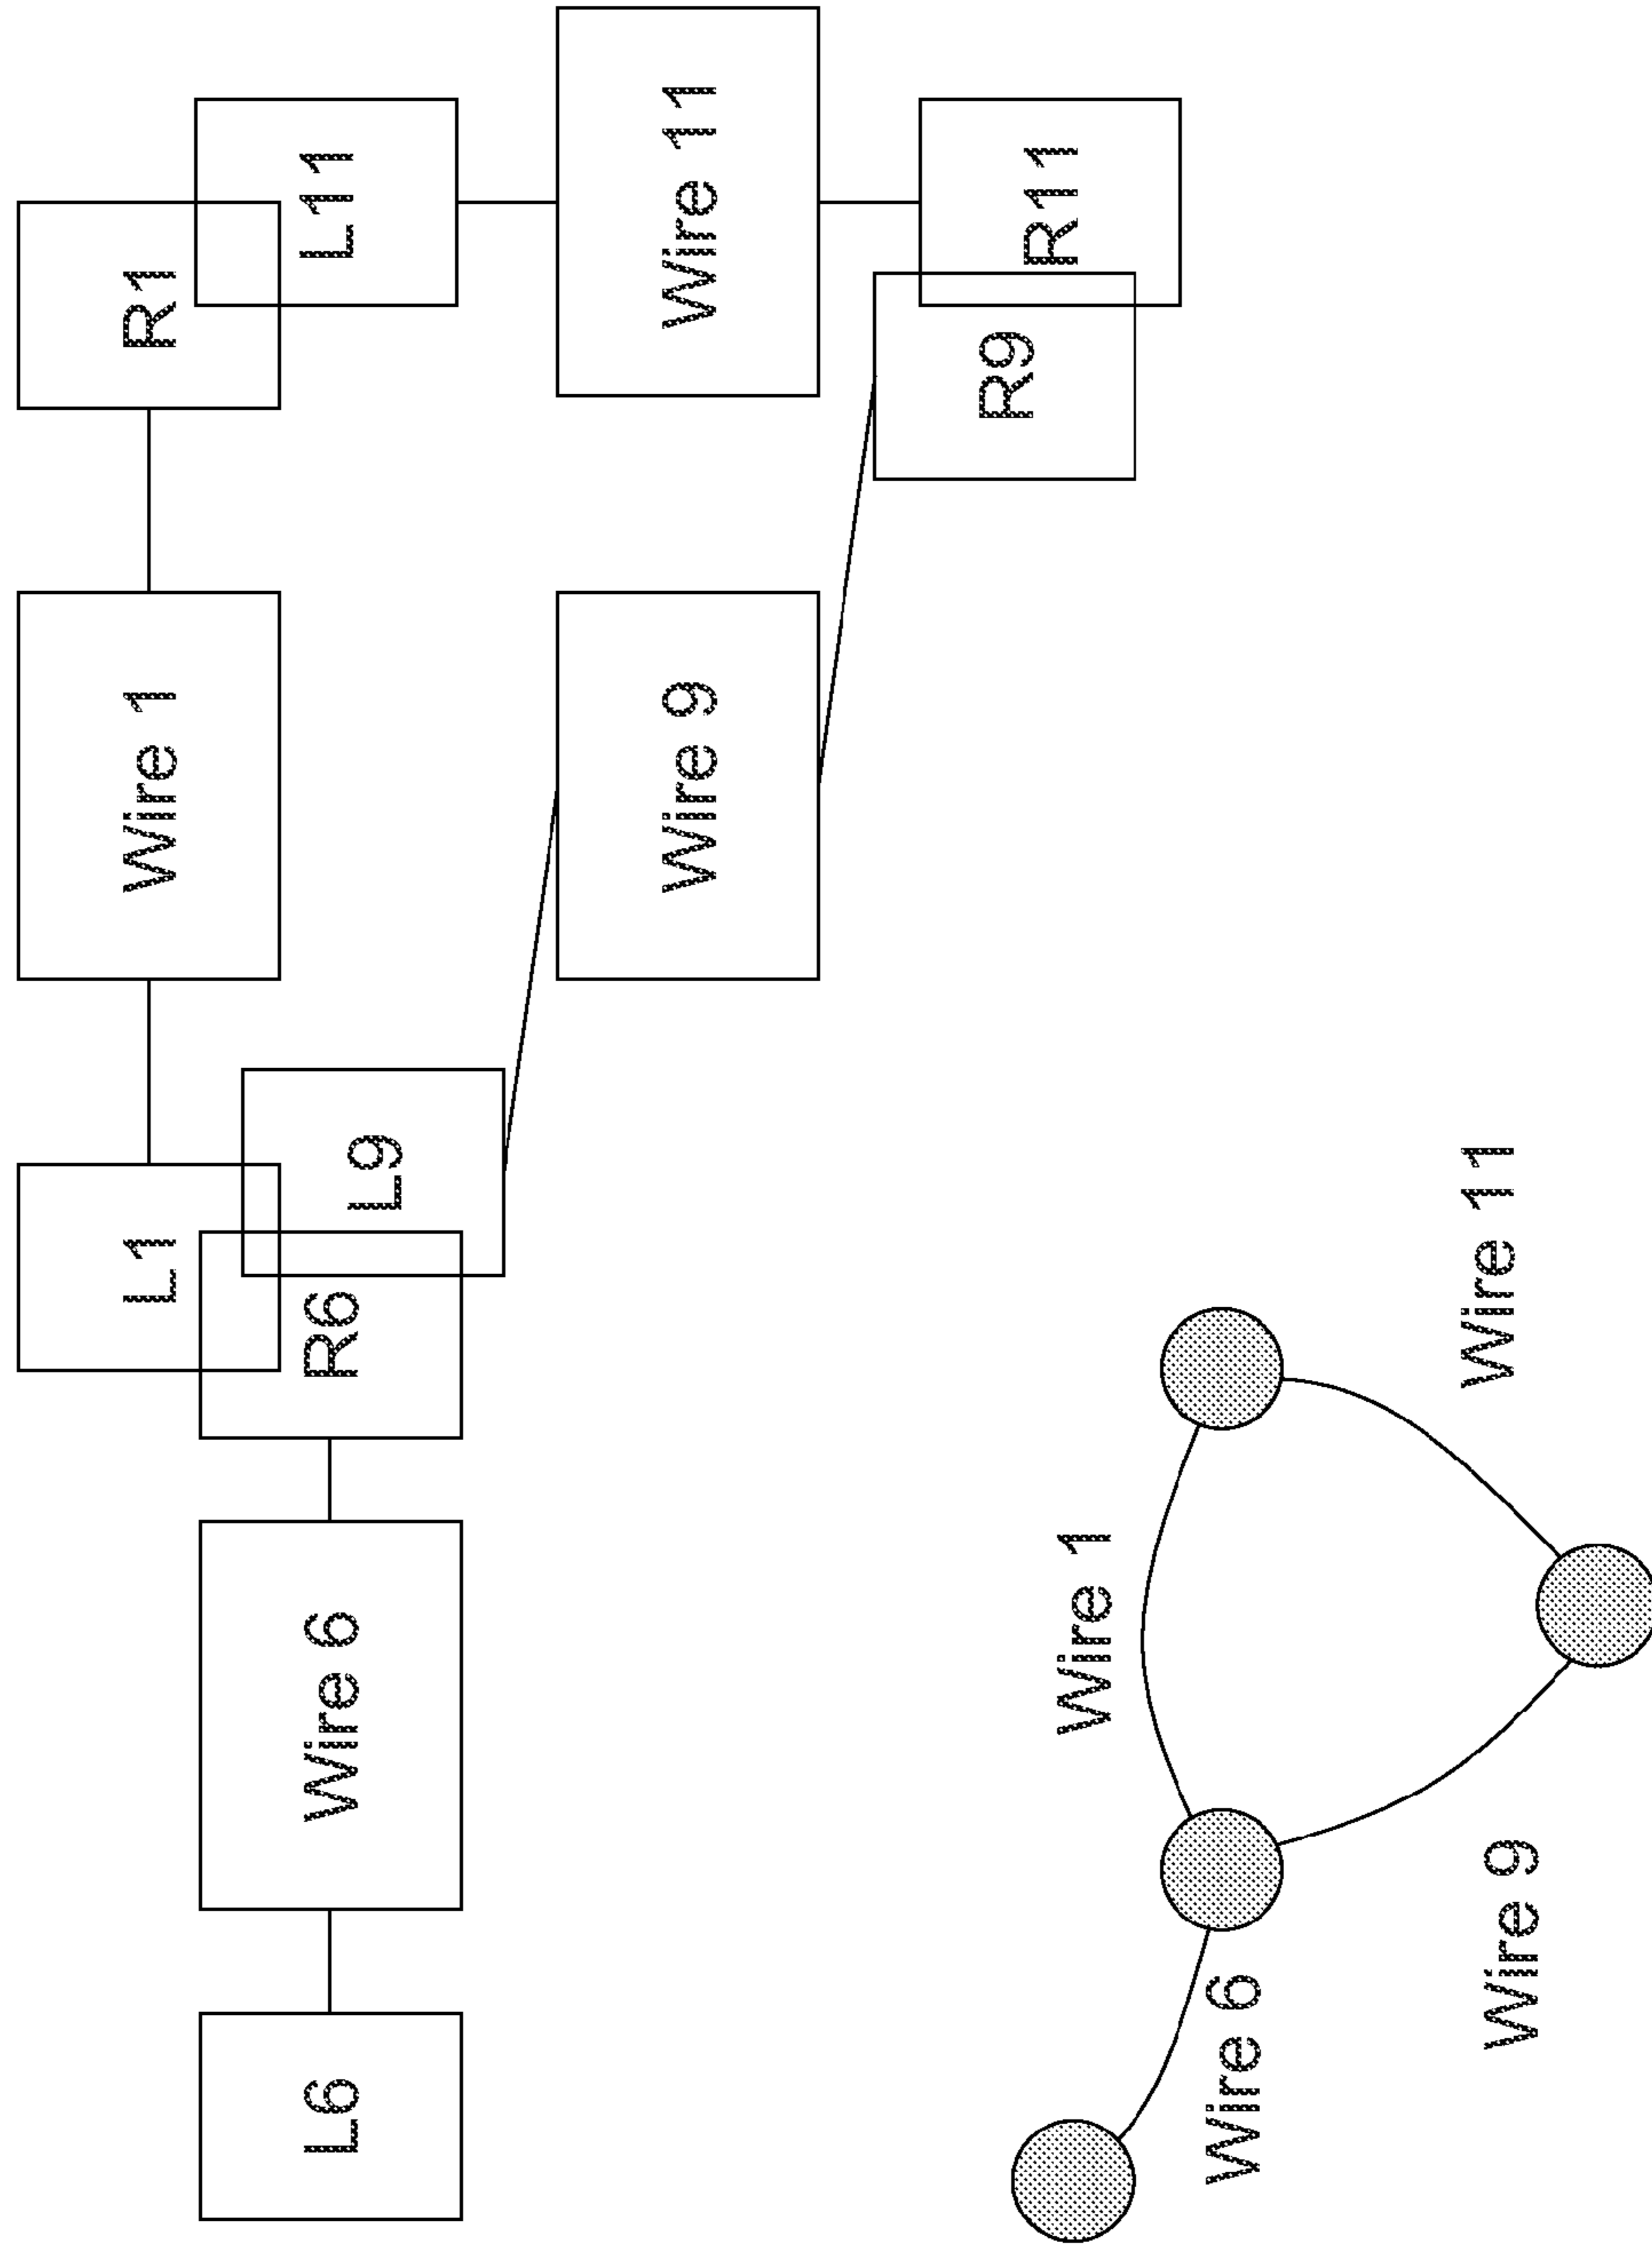 L6
Wire 6
R6
L1
L9
Wire 1
R1
L11
Wire 9
Wire 11
R9
R11
Wire 6
Wire 1
Wire 9
Wire 11